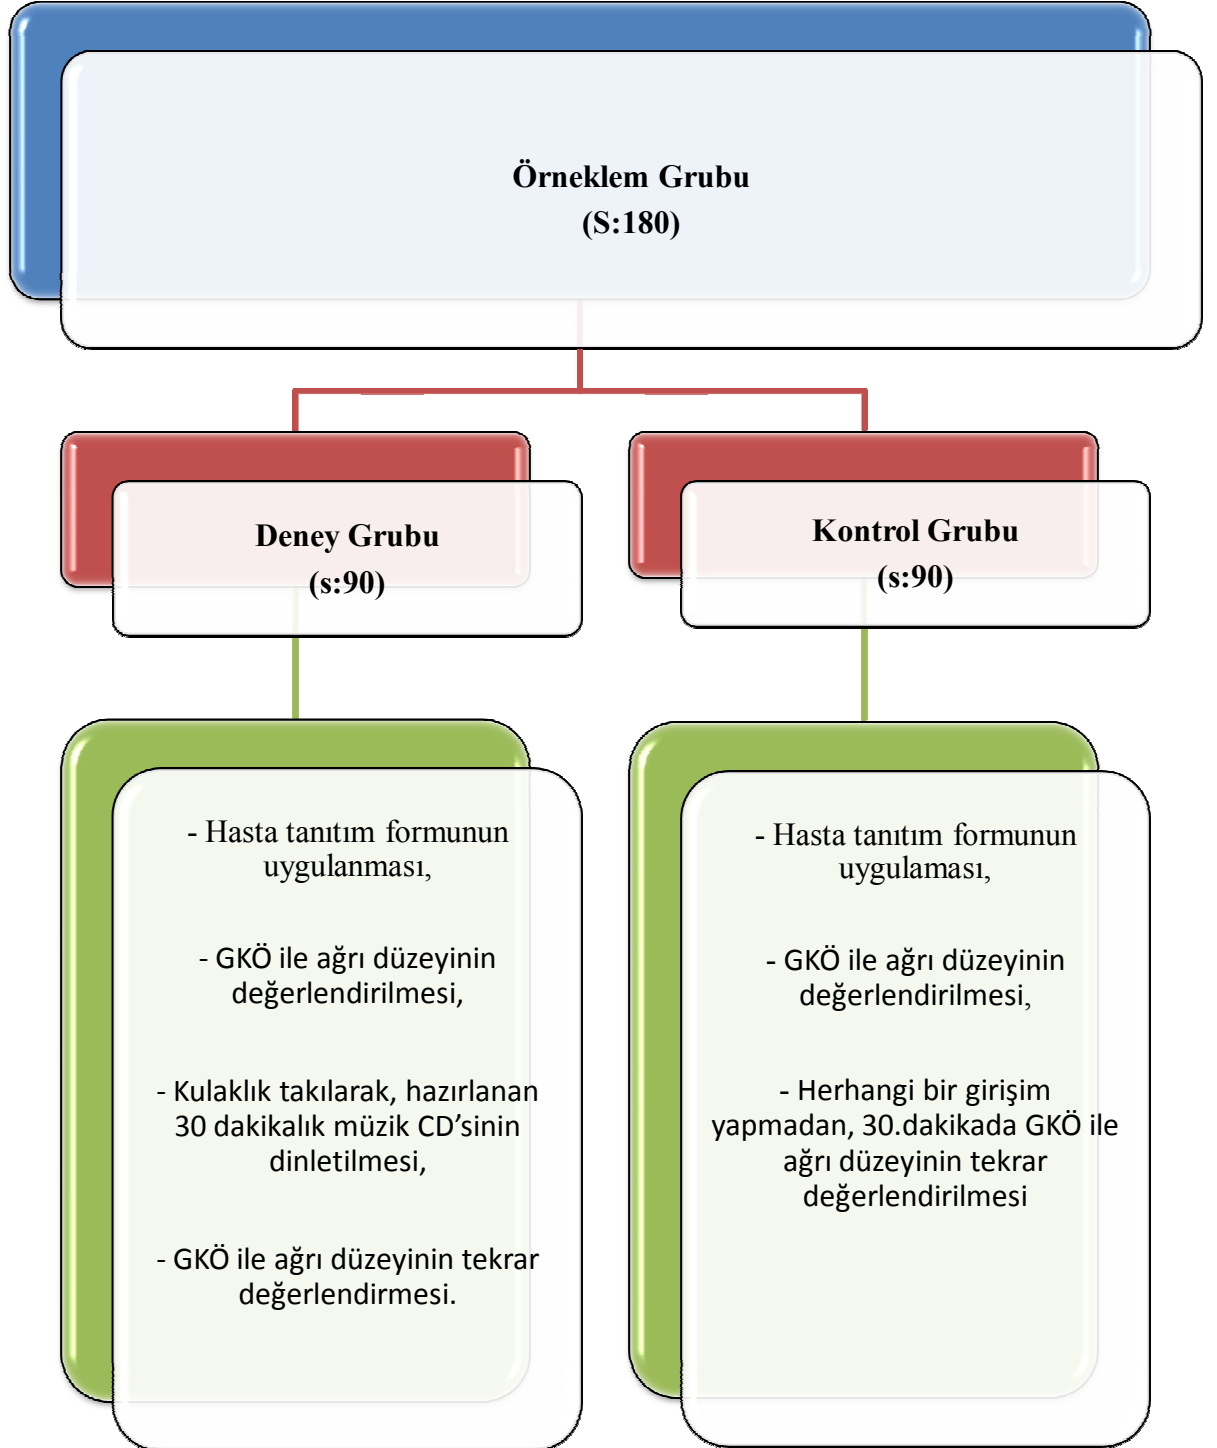 Örneklem Grubu
(S:180)
Deney Grubu
(s:90)
Kontrol Grubu
(s:90)
- Hasta tanıtım formunun
uygulanması,
- GKÖ ile ağrı düzeyinin
değerlendirilmesi,
- Kulaklık takılarak, hazırlanan
30 dakikalık müzik CD’sinin
dinletilmesi,
- GKÖ ile ağrı düzeyinin tekrar
değerlendirmesi.
- Hasta tanıtım formunun
uygulaması,
- GKÖ ile ağrı düzeyinin
değerlendirilmesi,
- Herhangi bir girişim
yapmadan, 30.dakikada GKÖ ile
ağrı düzeyinin tekrar
değerlendirilmesi